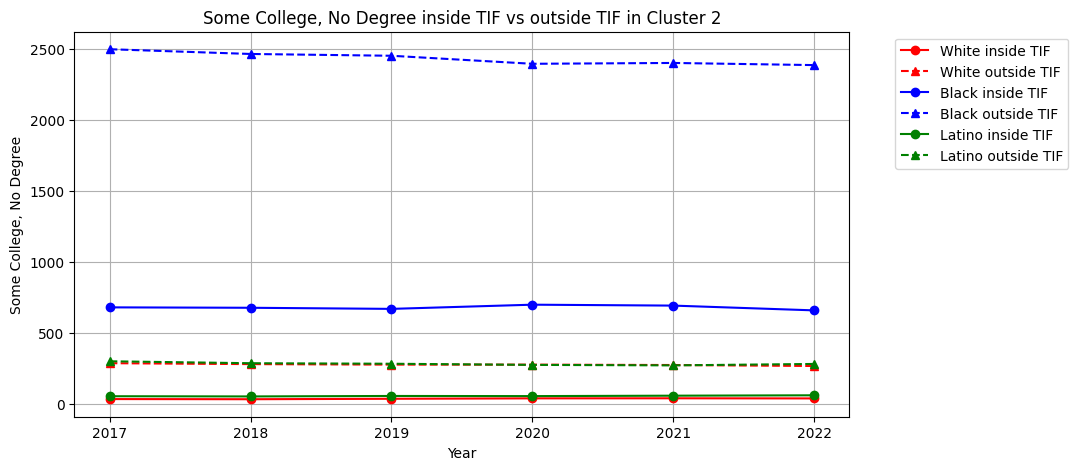 Some College, No Degree inside TIF vs outside TIF in Cluster 2
Some College, No Degree
2500
2000
1500
1000
500
0
2017 2018 2019 2020 2021 2022
Year
White inside TIF
White outside TIF
Black inside TIF
Black outside TIF
Latino inside TIF
Latino outside TIF